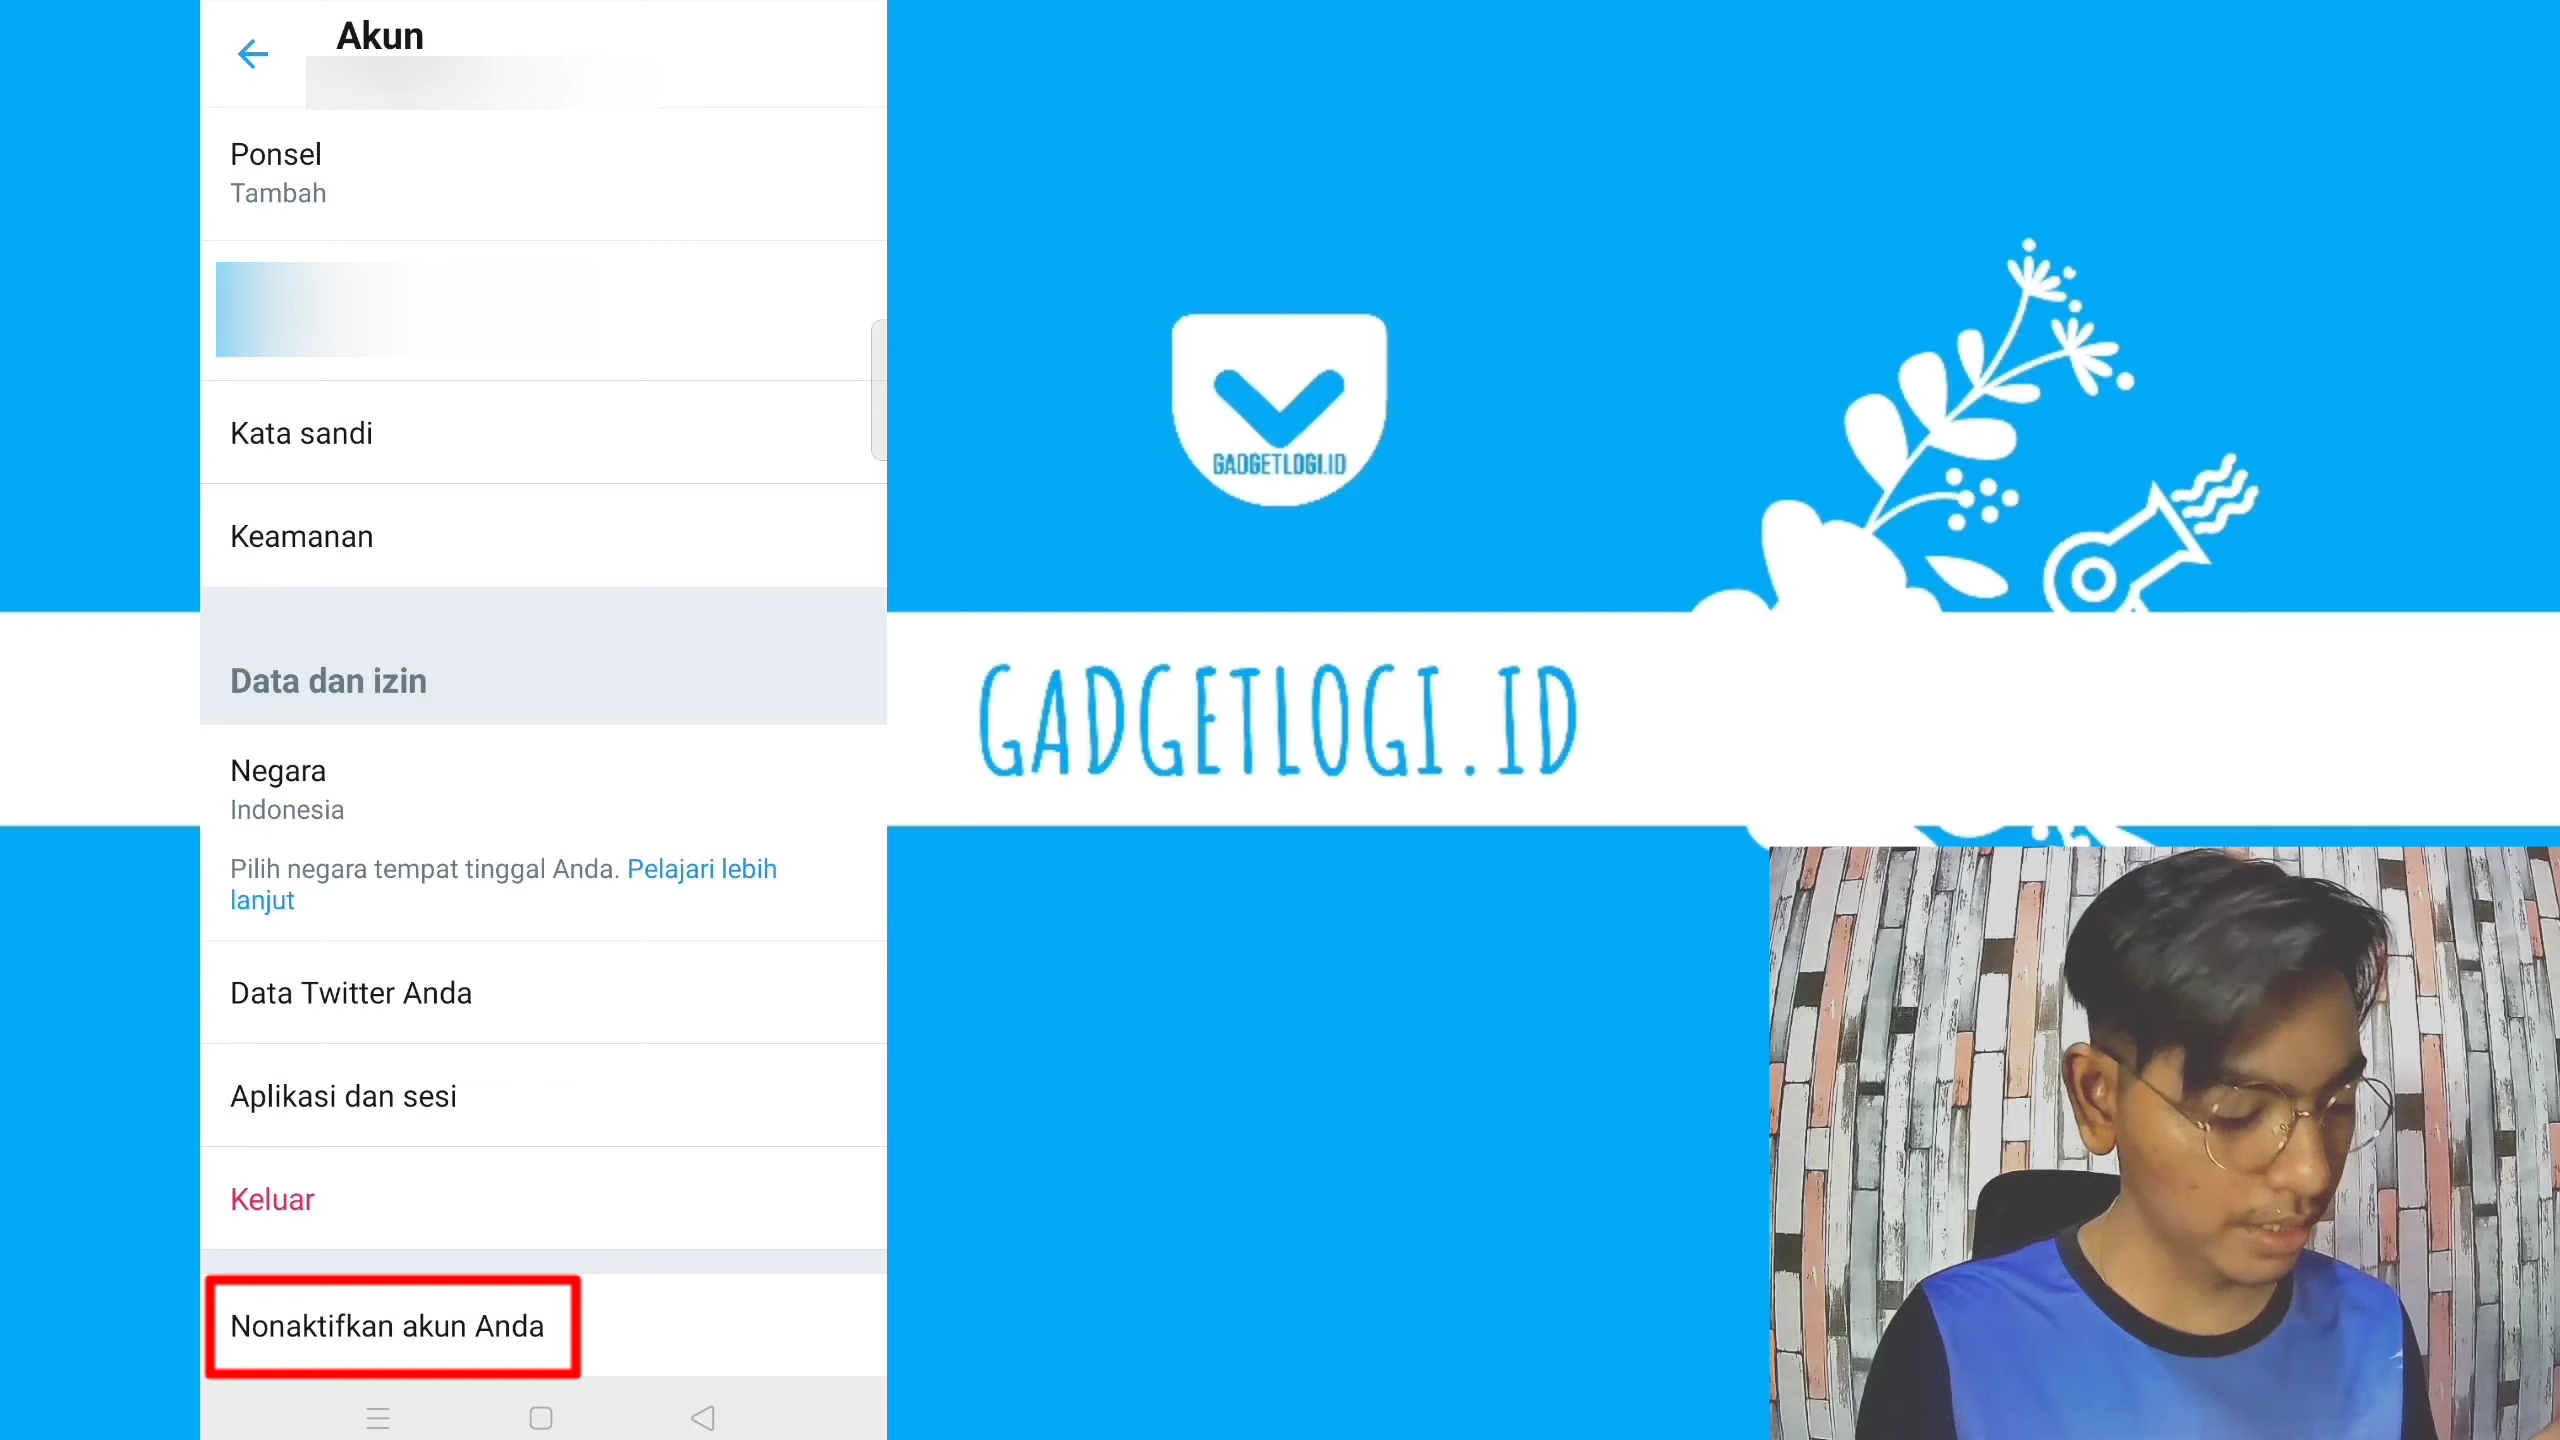 Akun
Ponsel
Tambah
Kata sandi
Keamanan
Data dan izin
Negara
Indonesia
Pilih negara tempat tinggal Anda. Pelajari lebih
lanjut
Data Twitter Anda
Aplikasi dan sesi
Keluar
Nonaktifkan akun Anda
GADGETLOGI.ID
GADGETLOGI.ID